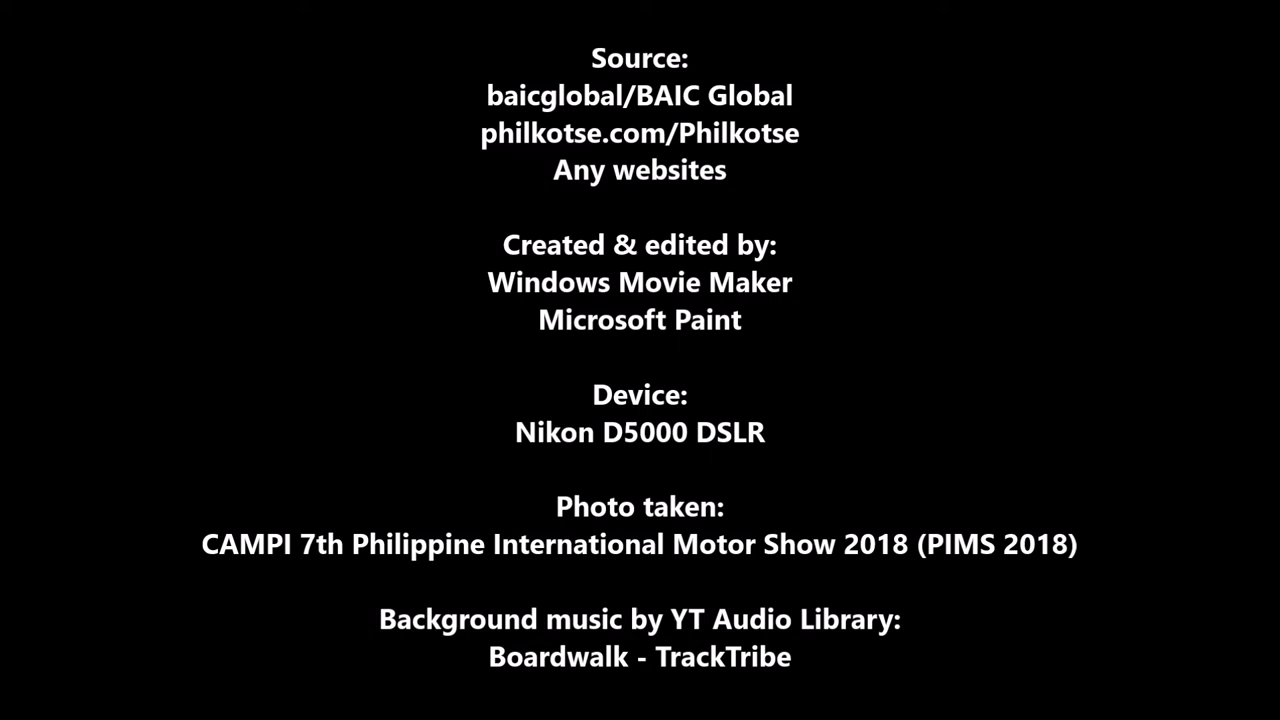 Source:
baicglobal/BAIC Global
philkotse.com/Philkotse
Any websites
Created & edited by:
Windows Movie Maker
Microsoft Paint
Device:
Nikon D5000 DSLR
Photo taken:
CAMPI 7th Philippine International Motor Show 2018 (PIMS 2018)
Background music by YT Audio Library:
Boardwalk - TrackTribe